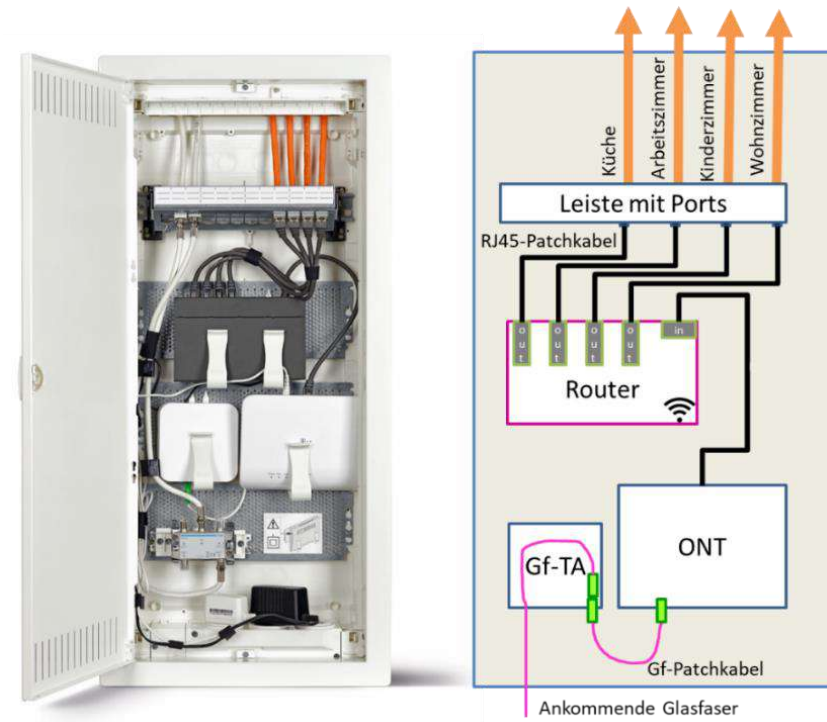 Küche
Arbeitszimmer
Kinderzimmer
Wohnzimmer
Leiste mit Ports
RJ45-Patchkabel
out
out
out
out
in
Router
Gf-TA
ONT
Gf-Patchkabel
Ankommende Glasfaser